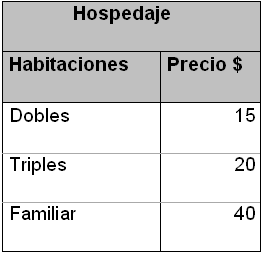 Hospedaje
Habitaciones Precio $
Dobles 15
Triples 20
Familiar 40